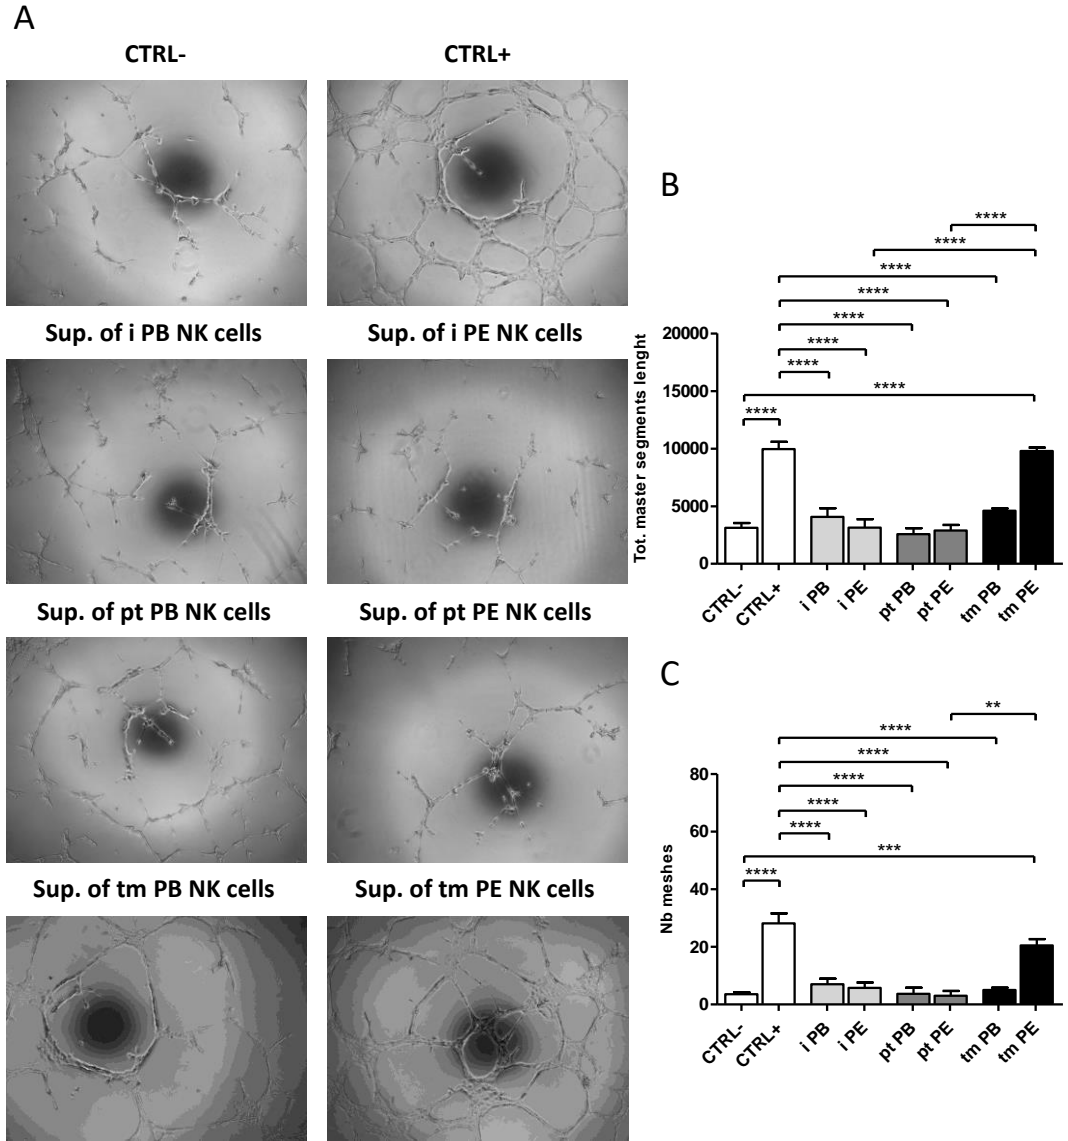 A
CTRL-
CTRL+
Sup. of i PB NK cells
Sup. of i PE NK cells
Sup. of pt PB NK cells
Sup. of pt PE NK cells
Sup. of tm PB NK cells
Sup. of tm PE NK cells
B
****
****
****
****
****
****
****
****
****
Tot. master segments lenght
20000
15000
10000
5000
0
CTRL-
CTRL+
i PB
i PE
pt PB
pt PE
tm PB
tm PE
C
**
****
****
****
****
****
***
****
Nb meshes
80
60
40
20
0
CTRL-
CTRL+
i PB
i PE
pt PB
pt PE
tm PB
tm PE